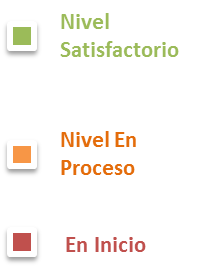 Nivel
Satisfactorio
Nivel En
Proceso
En Inicio